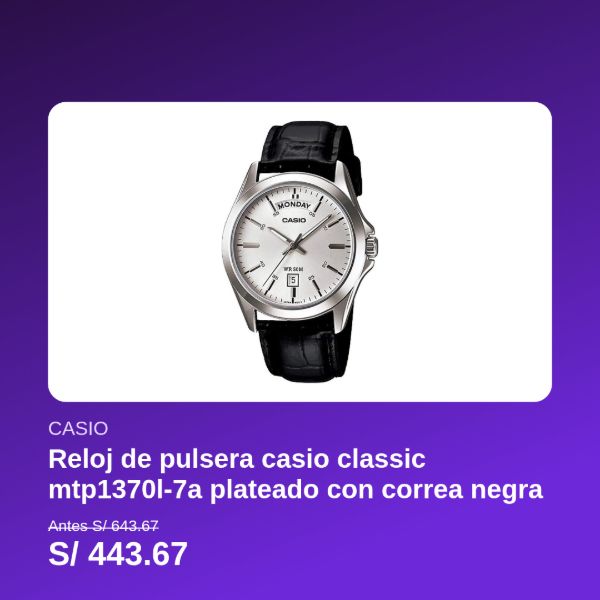 MONDAY
CASIO
WR 50M
5
CASIO
Reloj de pulsera casio classic
mtp1370l-7a plateado con correa negra
Antes S/ 643.67
S/ 443.67